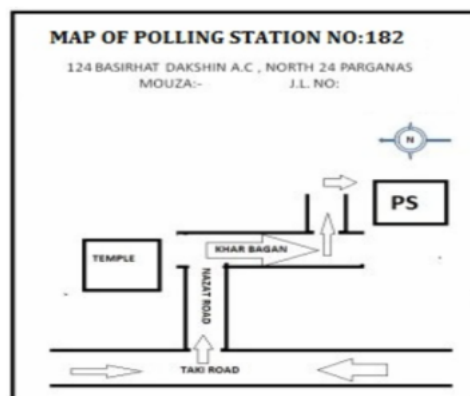 MAP OF POLLING STATION NO:182
124 BASIRHAT DAKSHIN A.C , NORTH 24 PARGANAS
MOUZA:- J.L. NO:
N
PS
KHAR BAGAN
TEMPLE
NAZAT ROAD
TAKI ROAD